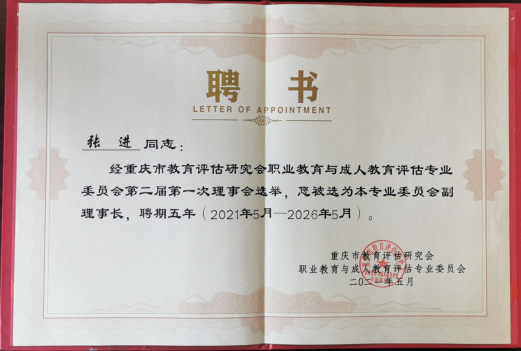 聘 书
LETTER OF APPOINTMENT
张 进 同志：
经重庆市教育评估研究会职业教育与成人教育评估专业
委员会第二届第一次理事会选举，您被选为本专业委员会副
理事长，聘期五年（2021年5月—2026年5月）。
重庆市教育评估研究会
职业教育与成人教育评估专业委员会
二〇二一年五月